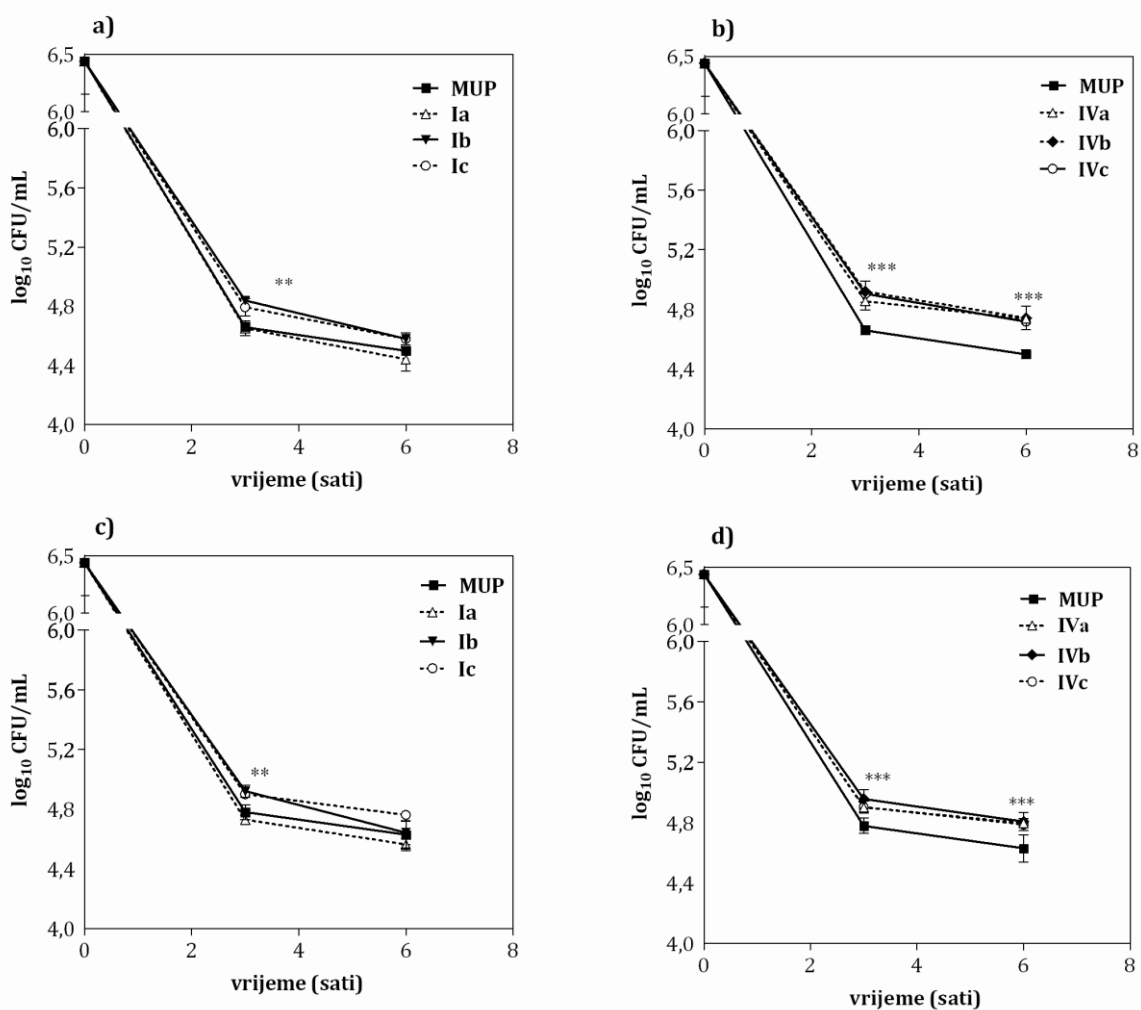 a)
6,5
6,0
6,0
5,6
5,2
4,8
4,4
4,0
log10 CFU/mL
MUP
Ia
Ib
Ic
**
0 2 4 6 8
vrijeme (sati)
b)
6,5
6,0
6,0
5,6
5,2
4,8
4,4
4,0
log10 CFU/mL
MUP
IVa
IVb
IVc
***
***
0 2 4 6 8
vrijeme (sati)
c)
6,5
6,0
6,0
5,6
5,2
4,8
4,4
4,0
log10 CFU/mL
MUP
Ia
Ib
Ic
**
0 2 4 6 8
vrijeme (sati)
d)
6,5
6,0
6,0
5,6
5,2
4,8
4,4
4,0
log10 CFU/mL
MUP
IVa
IVb
IVc
***
***
0 2 4 6 8
vrijeme (sati)